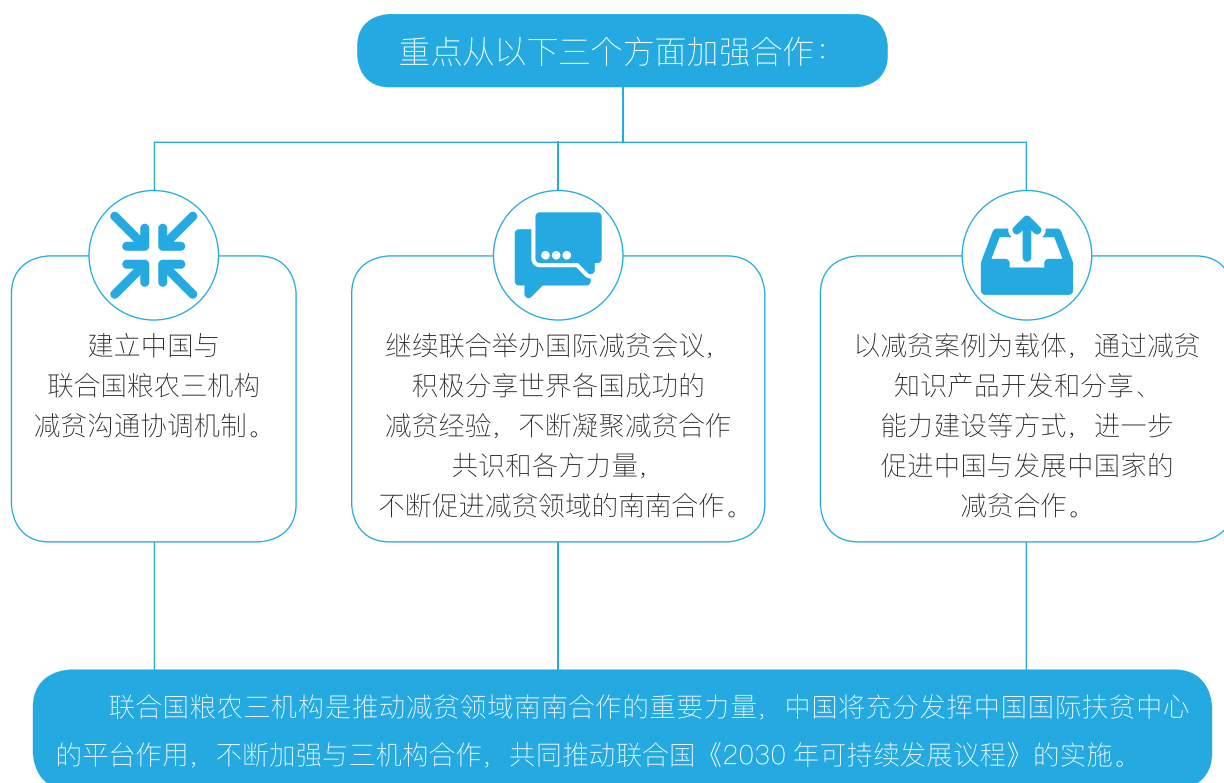 重点从以下三个方面加强合作：
建立中国与
联合国粮农三机构
减贫沟通协调机制。
继续联合举办国际减贫会议，
积极分享世界各国成功的
减贫经验，不断凝聚减贫合作
共识和各方力量，
不断促进减贫领域的南南合作。
以减贫案例为载体，通过减贫
知识产品开发和分享、
能力建设等方式，进一步
促进中国与发展中国家的
减贫合作。
联合国粮农三机构是推动减贫领域南南合作的重要力量，中国将充分发挥中国国际扶贫中心
的平台作用，不断加强与三机构合作，共同推动联合国《2030 年可持续发展议程》的实施。